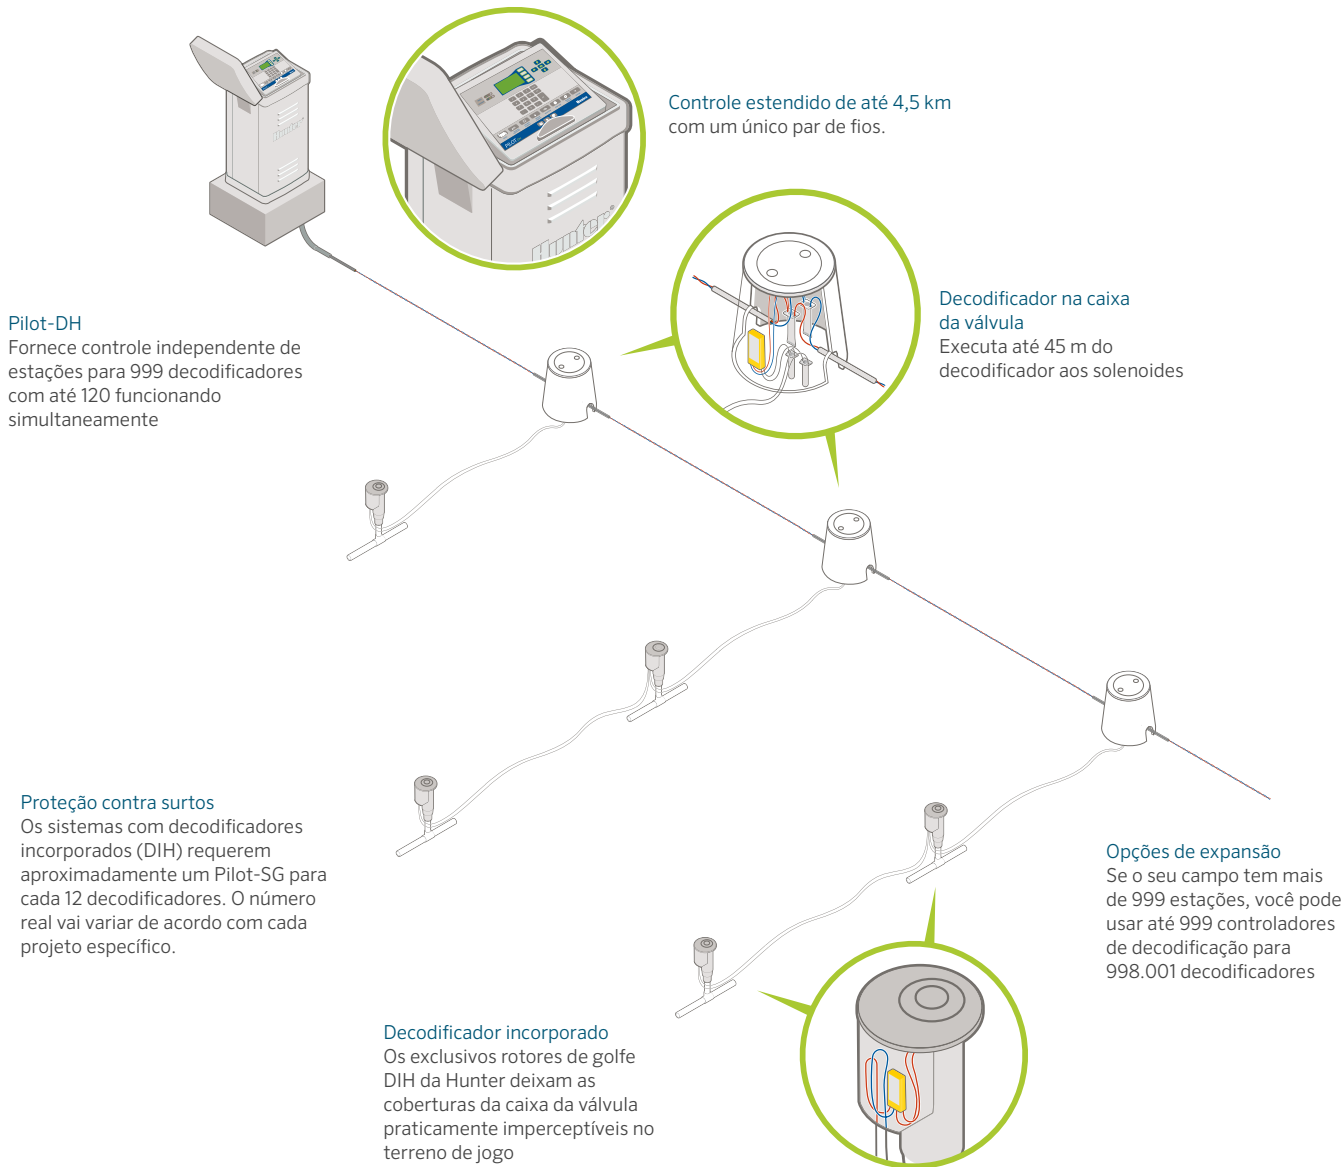 Controle estendido de até 4,5 km
com um único par de fios.
Hunter
PILOT
Hunter
Decodificador na caixa
da válvula
Executa até 45 m do
decodificador aos solenoides
Pilot-DH
Fornece controle independente de
estações para 999 decodificadores
com até 120 funcionando
simultaneamente
Proteção contra surtos
Os sistemas com decodificadores
incorporados (DIH) requerem
aproximadamente um Pilot-SG para
cada 12 decodificadores. O número
real vai variar de acordo com cada
projeto específico.
Opções de expansão
Se o seu campo tem mais
de 999 estações, você pode
usar até 999 controladores
de decodificação para
998.001 decodificadores
Decodificador incorporado
Os exclusivos rotores de golfe
DIH da Hunter deixam as
coberturas da caixa da válvula
praticamente imperceptíveis no
terreno de jogo